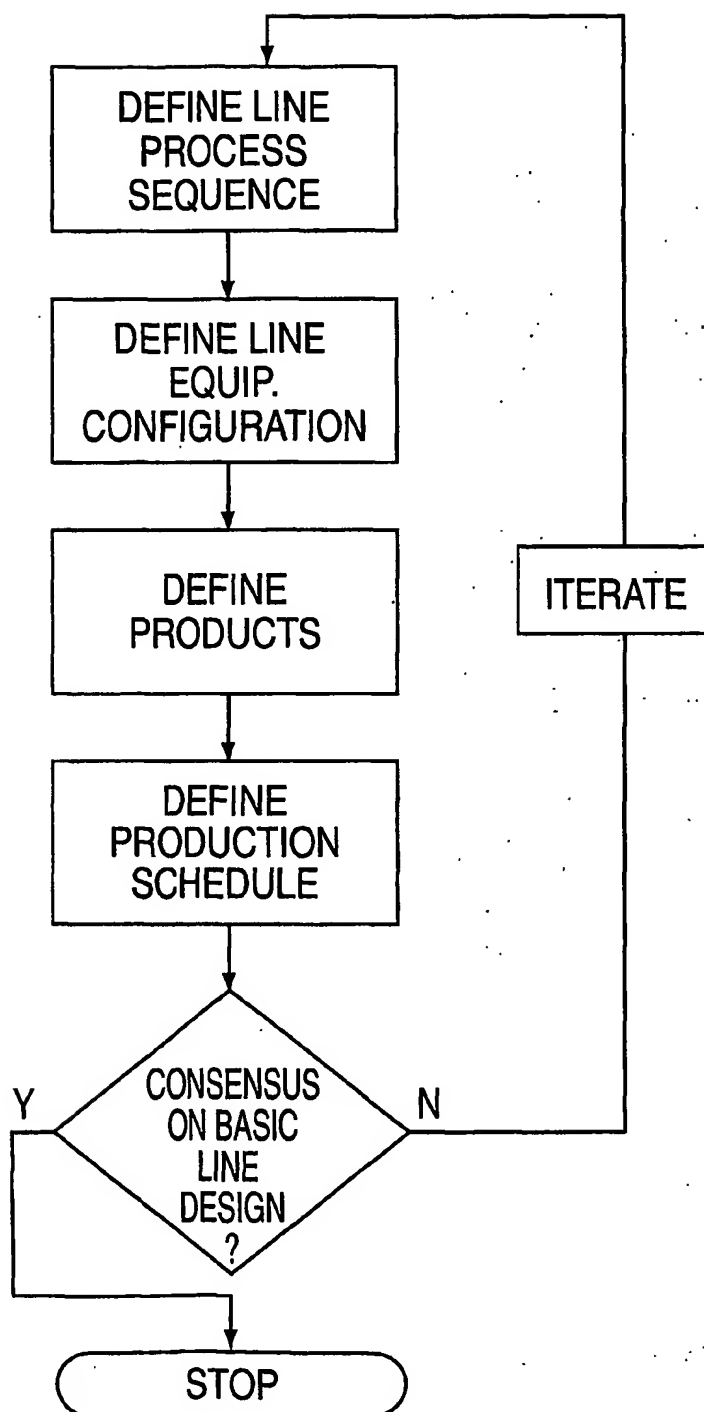 DEFINE LINE
PROCESS
SEQUENCE
DEFINE LINE
EQUIP.
CONFIGURATION
DEFINE
PRODUCTS
ITERATE
DEFINE
PRODUCTION
SCHEDULE
Y
CONSENSUS
ON BASIC
LINE
DESIGN
?
N
STOP